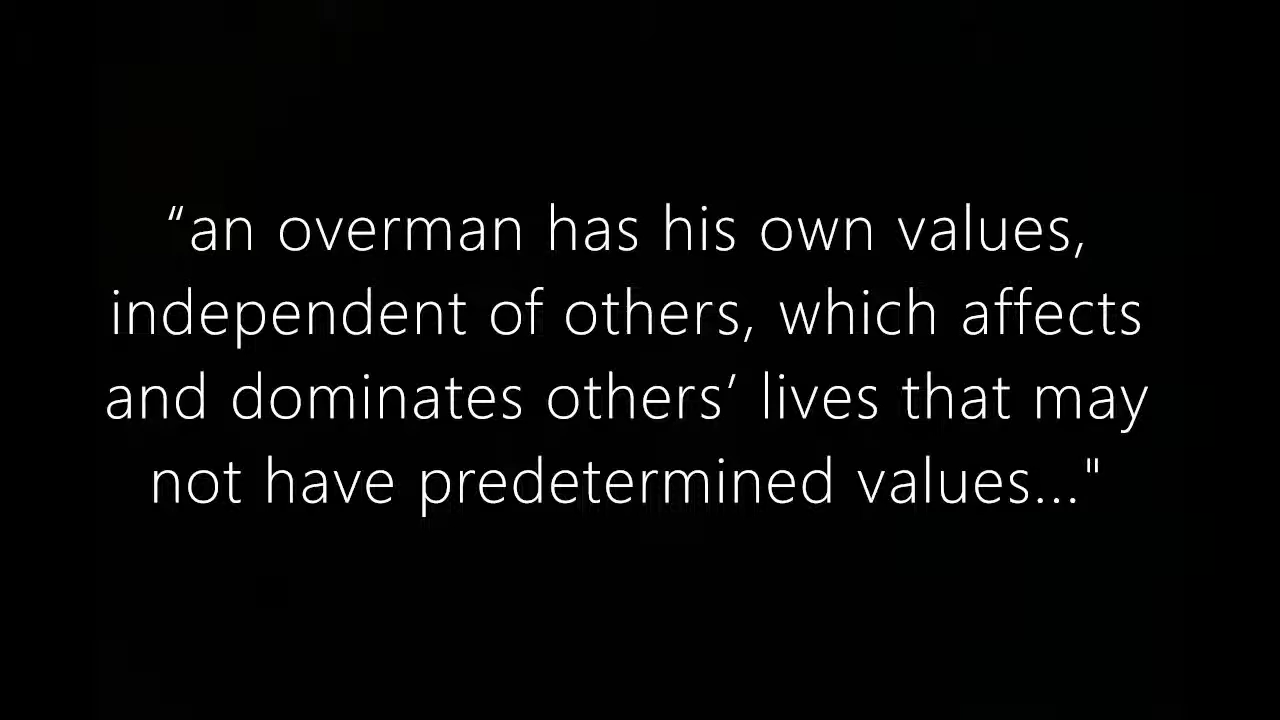 “an overman has his own values,
independent of others, which affects
and dominates others’ lives that may
not have predetermined values..."